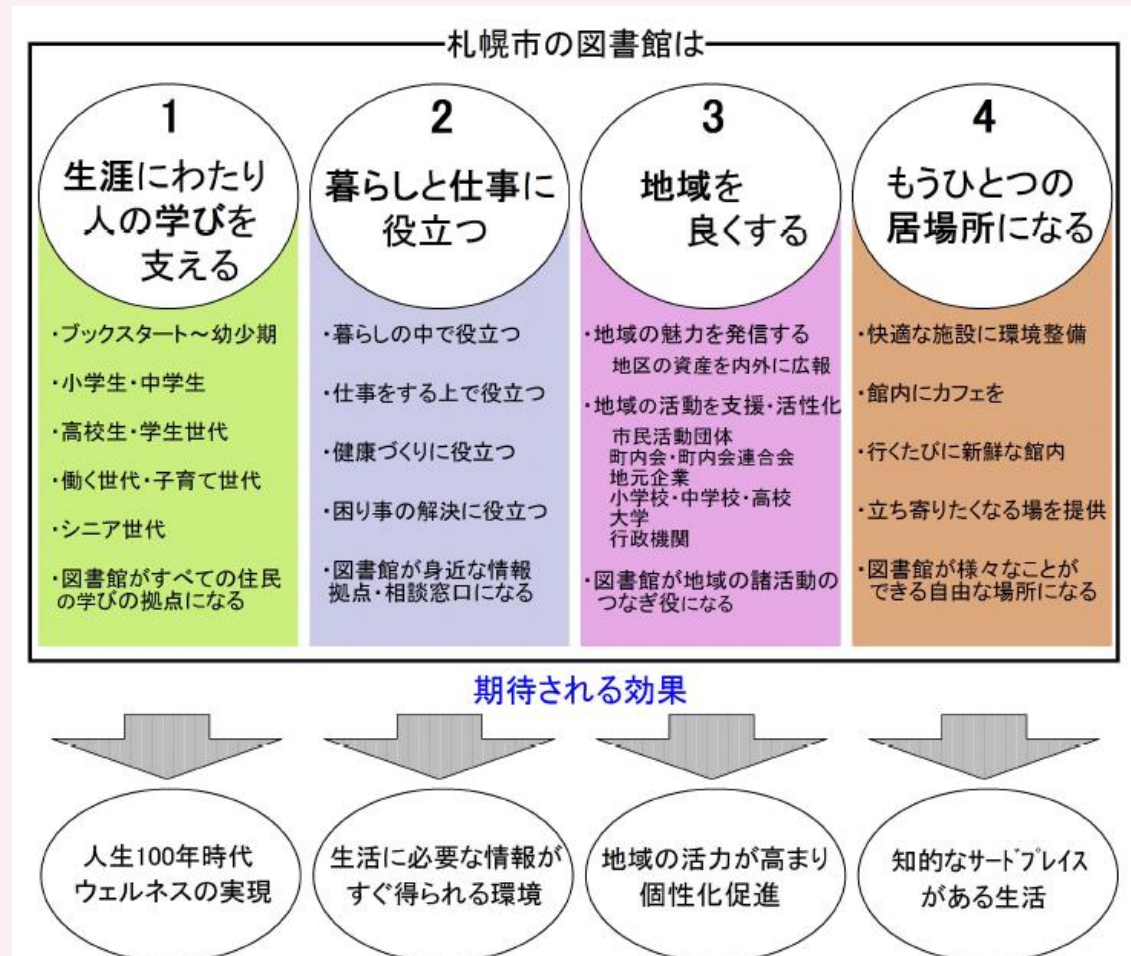 札幌市の図書館は
1
生涯にわたり
人の学びを
支える
・ブックスタート～幼少期
・小学生・中学生
・高校生・学生世代
・働く世代・子育て世代
・シニア世代
・図書館がすべての住民
の学びの拠点になる
2
暮らしと仕事に
役立つ
・暮らしの中で役立つ
・仕事をする上で役立つ
・健康づくりに役立つ
・困り事の解決に役立つ
・図書館が身近な情報
拠点・相談窓口になる
3
地域を
良くする
・地域の魅力を発信する
地区の資産を内外に広報
・地域の活動を支援・活性化
市民活動団体
町内会・町内会連合会
地元企業
小学校・中学校・高校
大学
行政機関
・図書館が地域の諸活動の
つなぎ役になる
4
もうひとつの
居場所になる
・快適な施設に環境整備
・館内にカフェを
・行くたびに新鮮な館内
・立ち寄りたくなる場を提供
・図書館が様々なことが
できる自由な場所になる
期待される効果
人生100年時代
ウェルネスの実現
生活に必要な情報が
すぐ得られる環境
地域の活力が高まり
個性化促進
知的なサードプレイス
がある生活